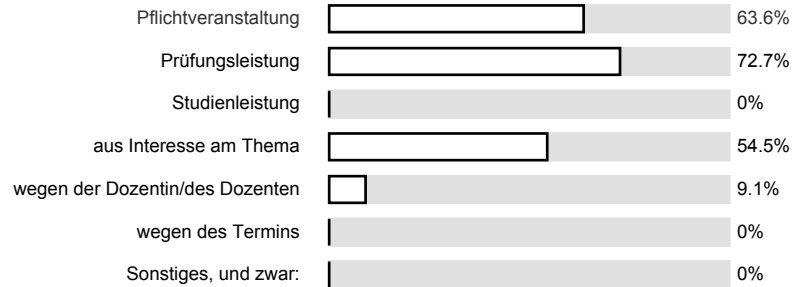 Pflichtveranstaltung 63.6%
Prüfungsleistung 72.7%
Studienleistung 0%
aus Interesse am Thema 54.5%
wegen der Dozentin/des Dozenten 9.1%
wegen des Termins 0%
Sonstiges, und zwar: 0%